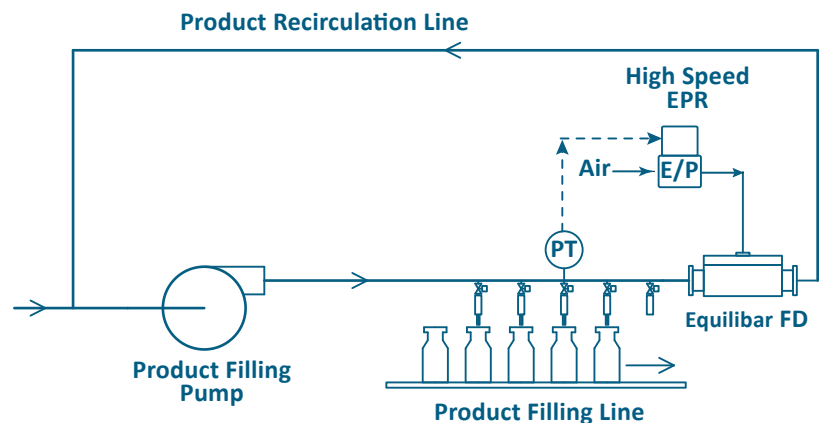 Product Recirculation Line
High Speed
EPR
Air
E/P
PT
Equilibar FD
Product Filling
Pump
Product Filling Line